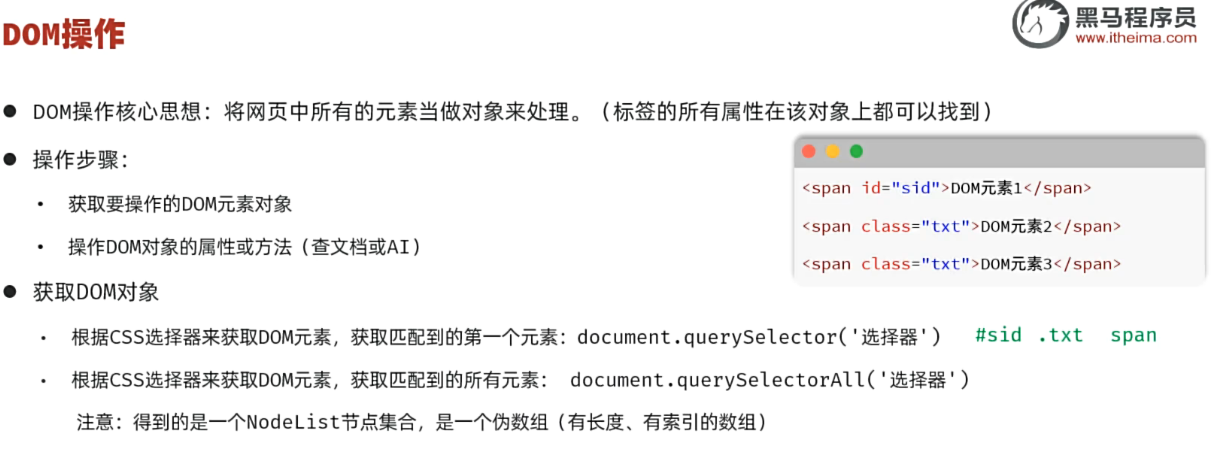 DOM操作
黑马程序员
www.itheima.com
● DOM操作核心思想：将网页中所有的元素当做对象来处理。（标签的所有属性在该对象上都可以找到）
● 操作步骤：
• 获取要操作的DOM元素对象
• 操作DOM对象的属性或方法（查文档或AI）
<span id="sid">DOM元素1</span>
<span class="txt">DOM元素2</span>
<span class="txt">DOM元素3</span>
● 获取DOM对象
• 根据CSS选择器来获取DOM元素，获取匹配到的第一个元素：document.querySelector('选择器') #sid .txt span
• 根据CSS选择器来获取DOM元素，获取匹配到的所有元素： document.querySelectorAll('选择器')
注意：得到的是一个NodeList节点集合，是一个伪数组（有长度、有索引的数组）